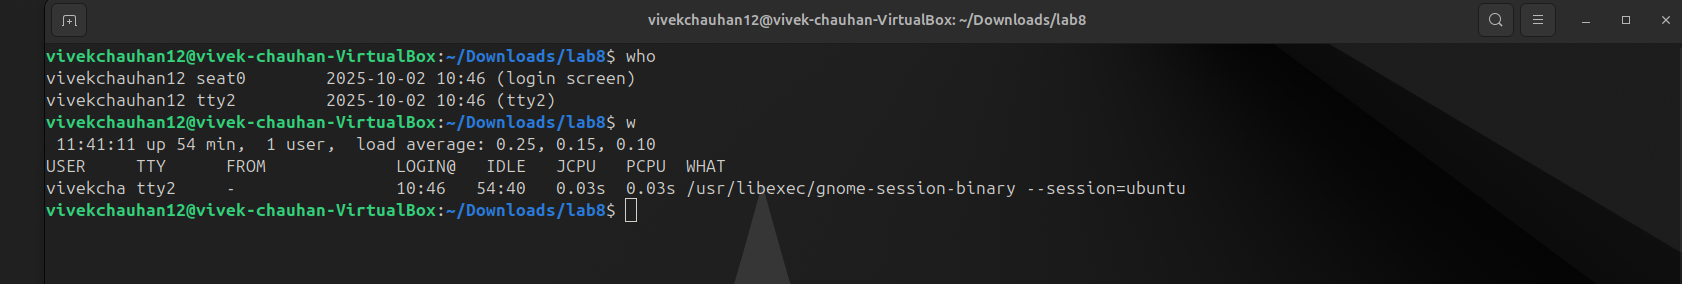 vivekchauhan12@vivek-chauhan-VirtualBox: ~/Downloads/lab8
vivekchauhan12@vivek-chauhan-VirtualBox:~/Downloads/lab8$ who
vivekchauhan12 seat0        2025-10-02 10:46 (login screen)
vivekchauhan12 tty2         2025-10-02 10:46 (tty2)
vivekchauhan12@vivek-chauhan-VirtualBox:~/Downloads/lab8$ w
 11:41:11 up 54 min,  1 user,  load average: 0.25, 0.15, 0.10
USER     TTY      FROM             LOGIN@   IDLE   JCPU   PCPU  WHAT
vivekcha tty2     -                10:46   54:40   0.03s  0.03s /usr/libexec/gnome-session-binary --session=ubuntu
vivekchauhan12@vivek-chauhan-VirtualBox:~/Downloads/lab8$